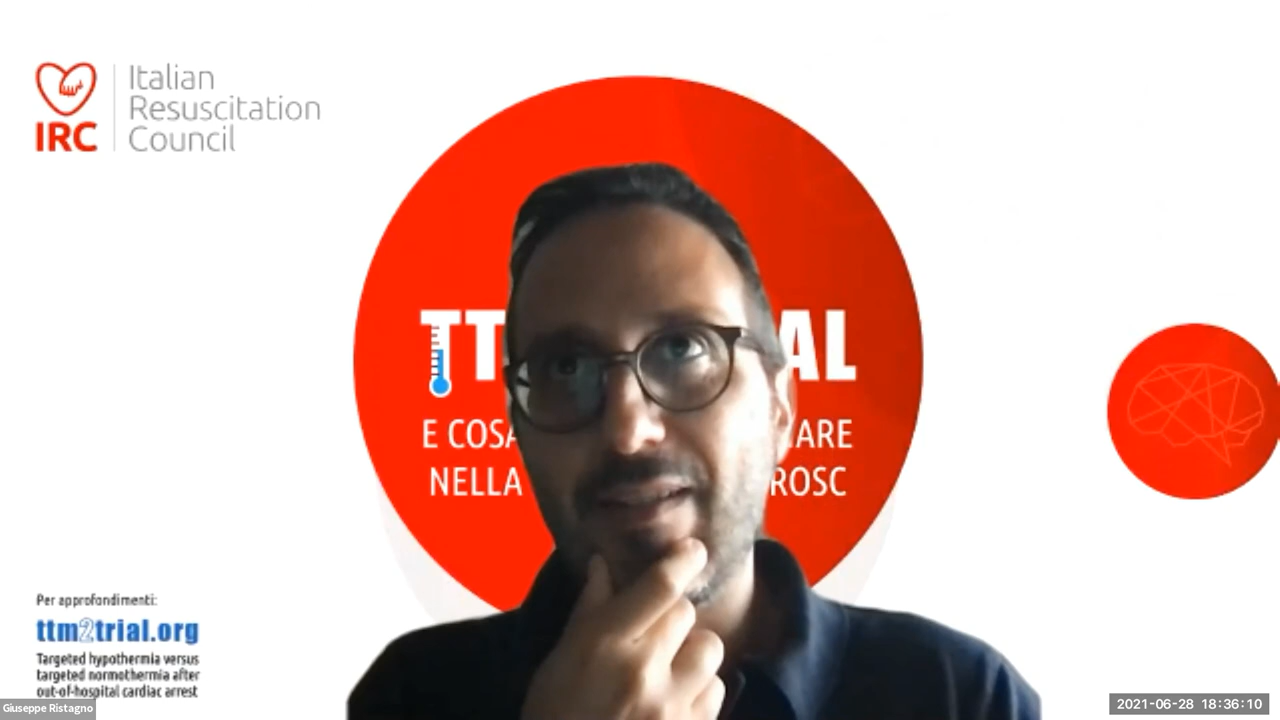 Italian
Resuscitation
Council
IRC
TT AL
E COSA ARE
NELLA ROSC
Per approfondimenti:
ttm2trial.org
Targeted hypothermia versus
targeted normothermia after
out-of-hospital cardiac arrest
Giuseppe Ristagno
2021-06-28 18:36:10